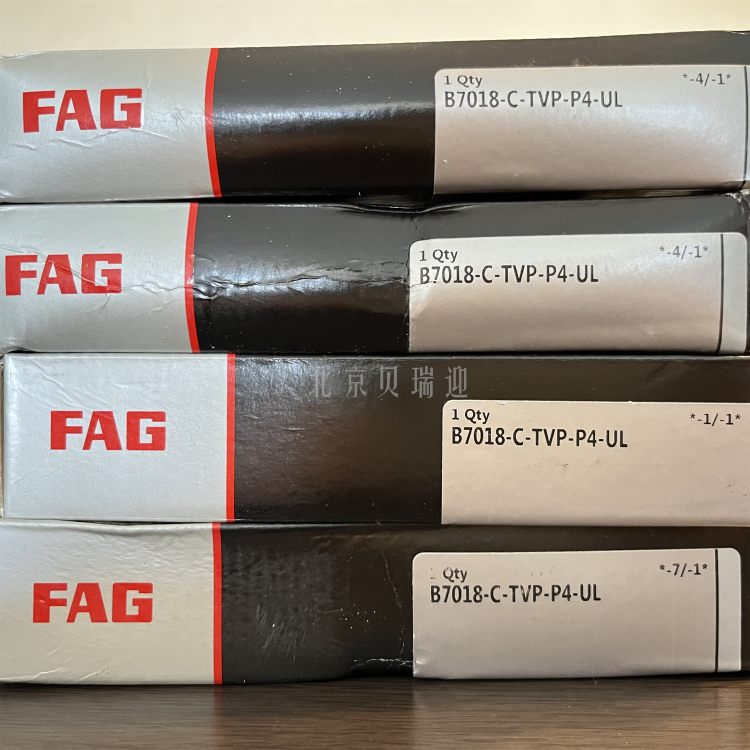 FAG
1 Qty
*-4/-1*
B7018-C-TVP-P4-UL
FAG
1 Qty
*-4/-1*
B7018-C-TVP-P4-UL
北京贝瑞迎
FAG
1 Qty
*-1/-1*
B7018-C-TVP-P4-UL
FAG
1 Qty
*-7/-1*
B7018-C-TVP-P4-UL